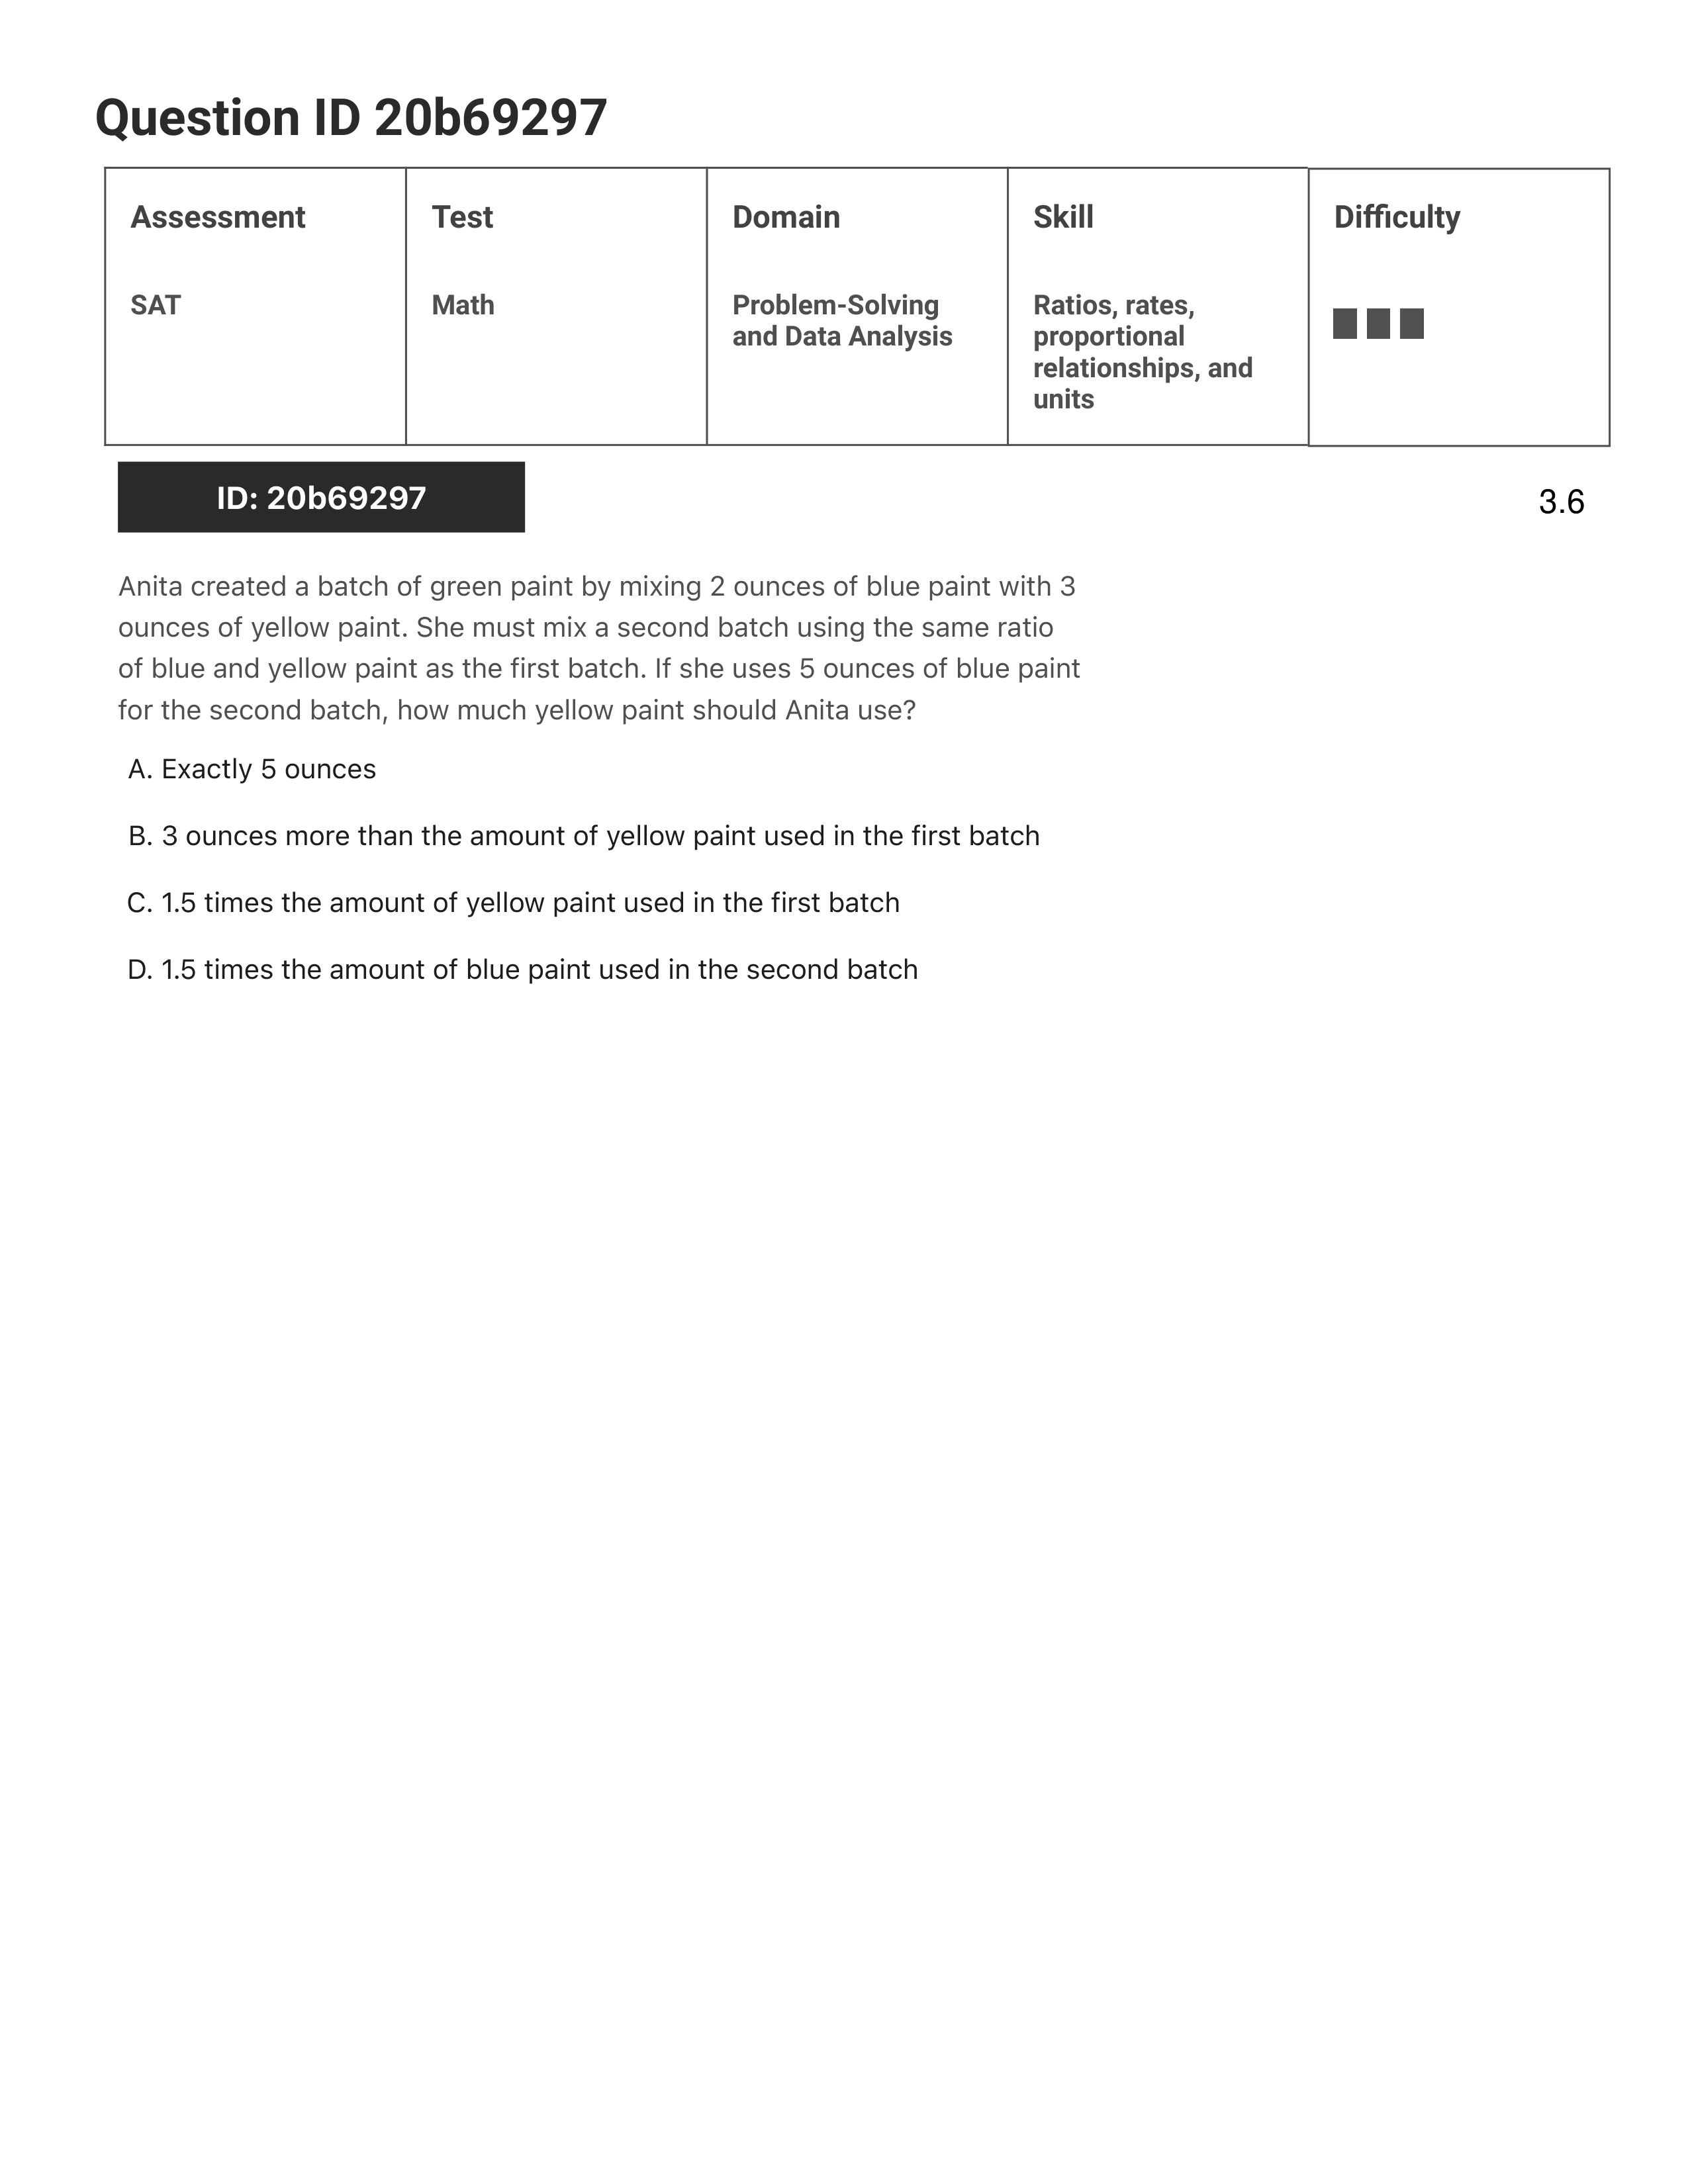 Question ID 20b69297
Assessment
Test
Domain
Skill
Difficulty
SAT
Math
Problem-Solving
and Data Analysis
Ratios, rates,
proportional
relationships, and
units
ID: 20b69297
3.6
Anita created a batch of green paint by mixing 2 ounces of blue paint with 3
ounces of yellow paint. She must mix a second batch using the same ratio
of blue and yellow paint as the first batch. If she uses 5 ounces of blue paint
for the second batch, how much yellow paint should Anita use?
A. Exactly 5 ounces
B. 3 ounces more than the amount of yellow paint used in the first batch
C. 1.5 times the amount of yellow paint used in the first batch
D. 1.5 times the amount of blue paint used in the second batch